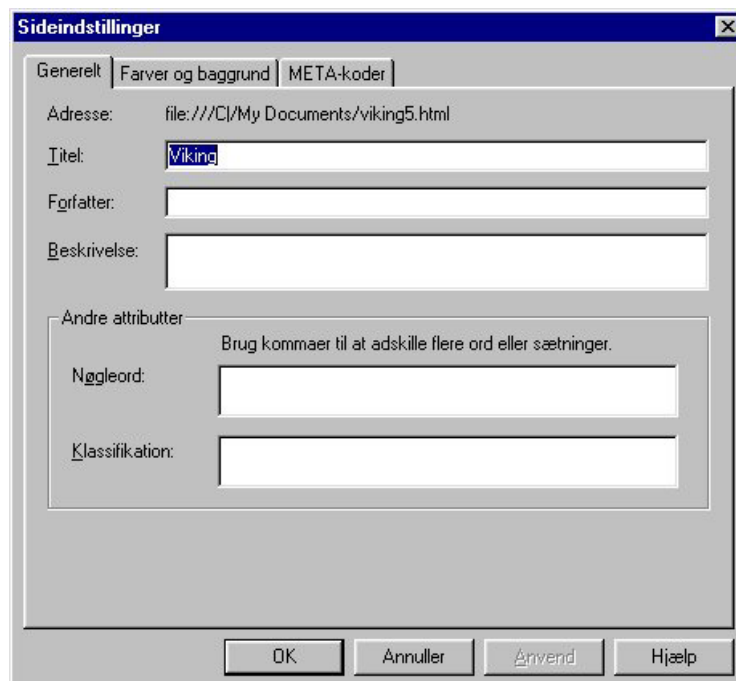 Sideindstillinger
Generelt Farver og baggrund META-koder
Adresse: file:///C|/My Documents/viking5.html
Titel: Viking
Forfatter:
Beskrivelse:
Andre attributter
Brug kommaer til at adskille flere ord eller sætninger.
Nøgleord:
Klassifikation:
OK Annuller Anvend Hjælp